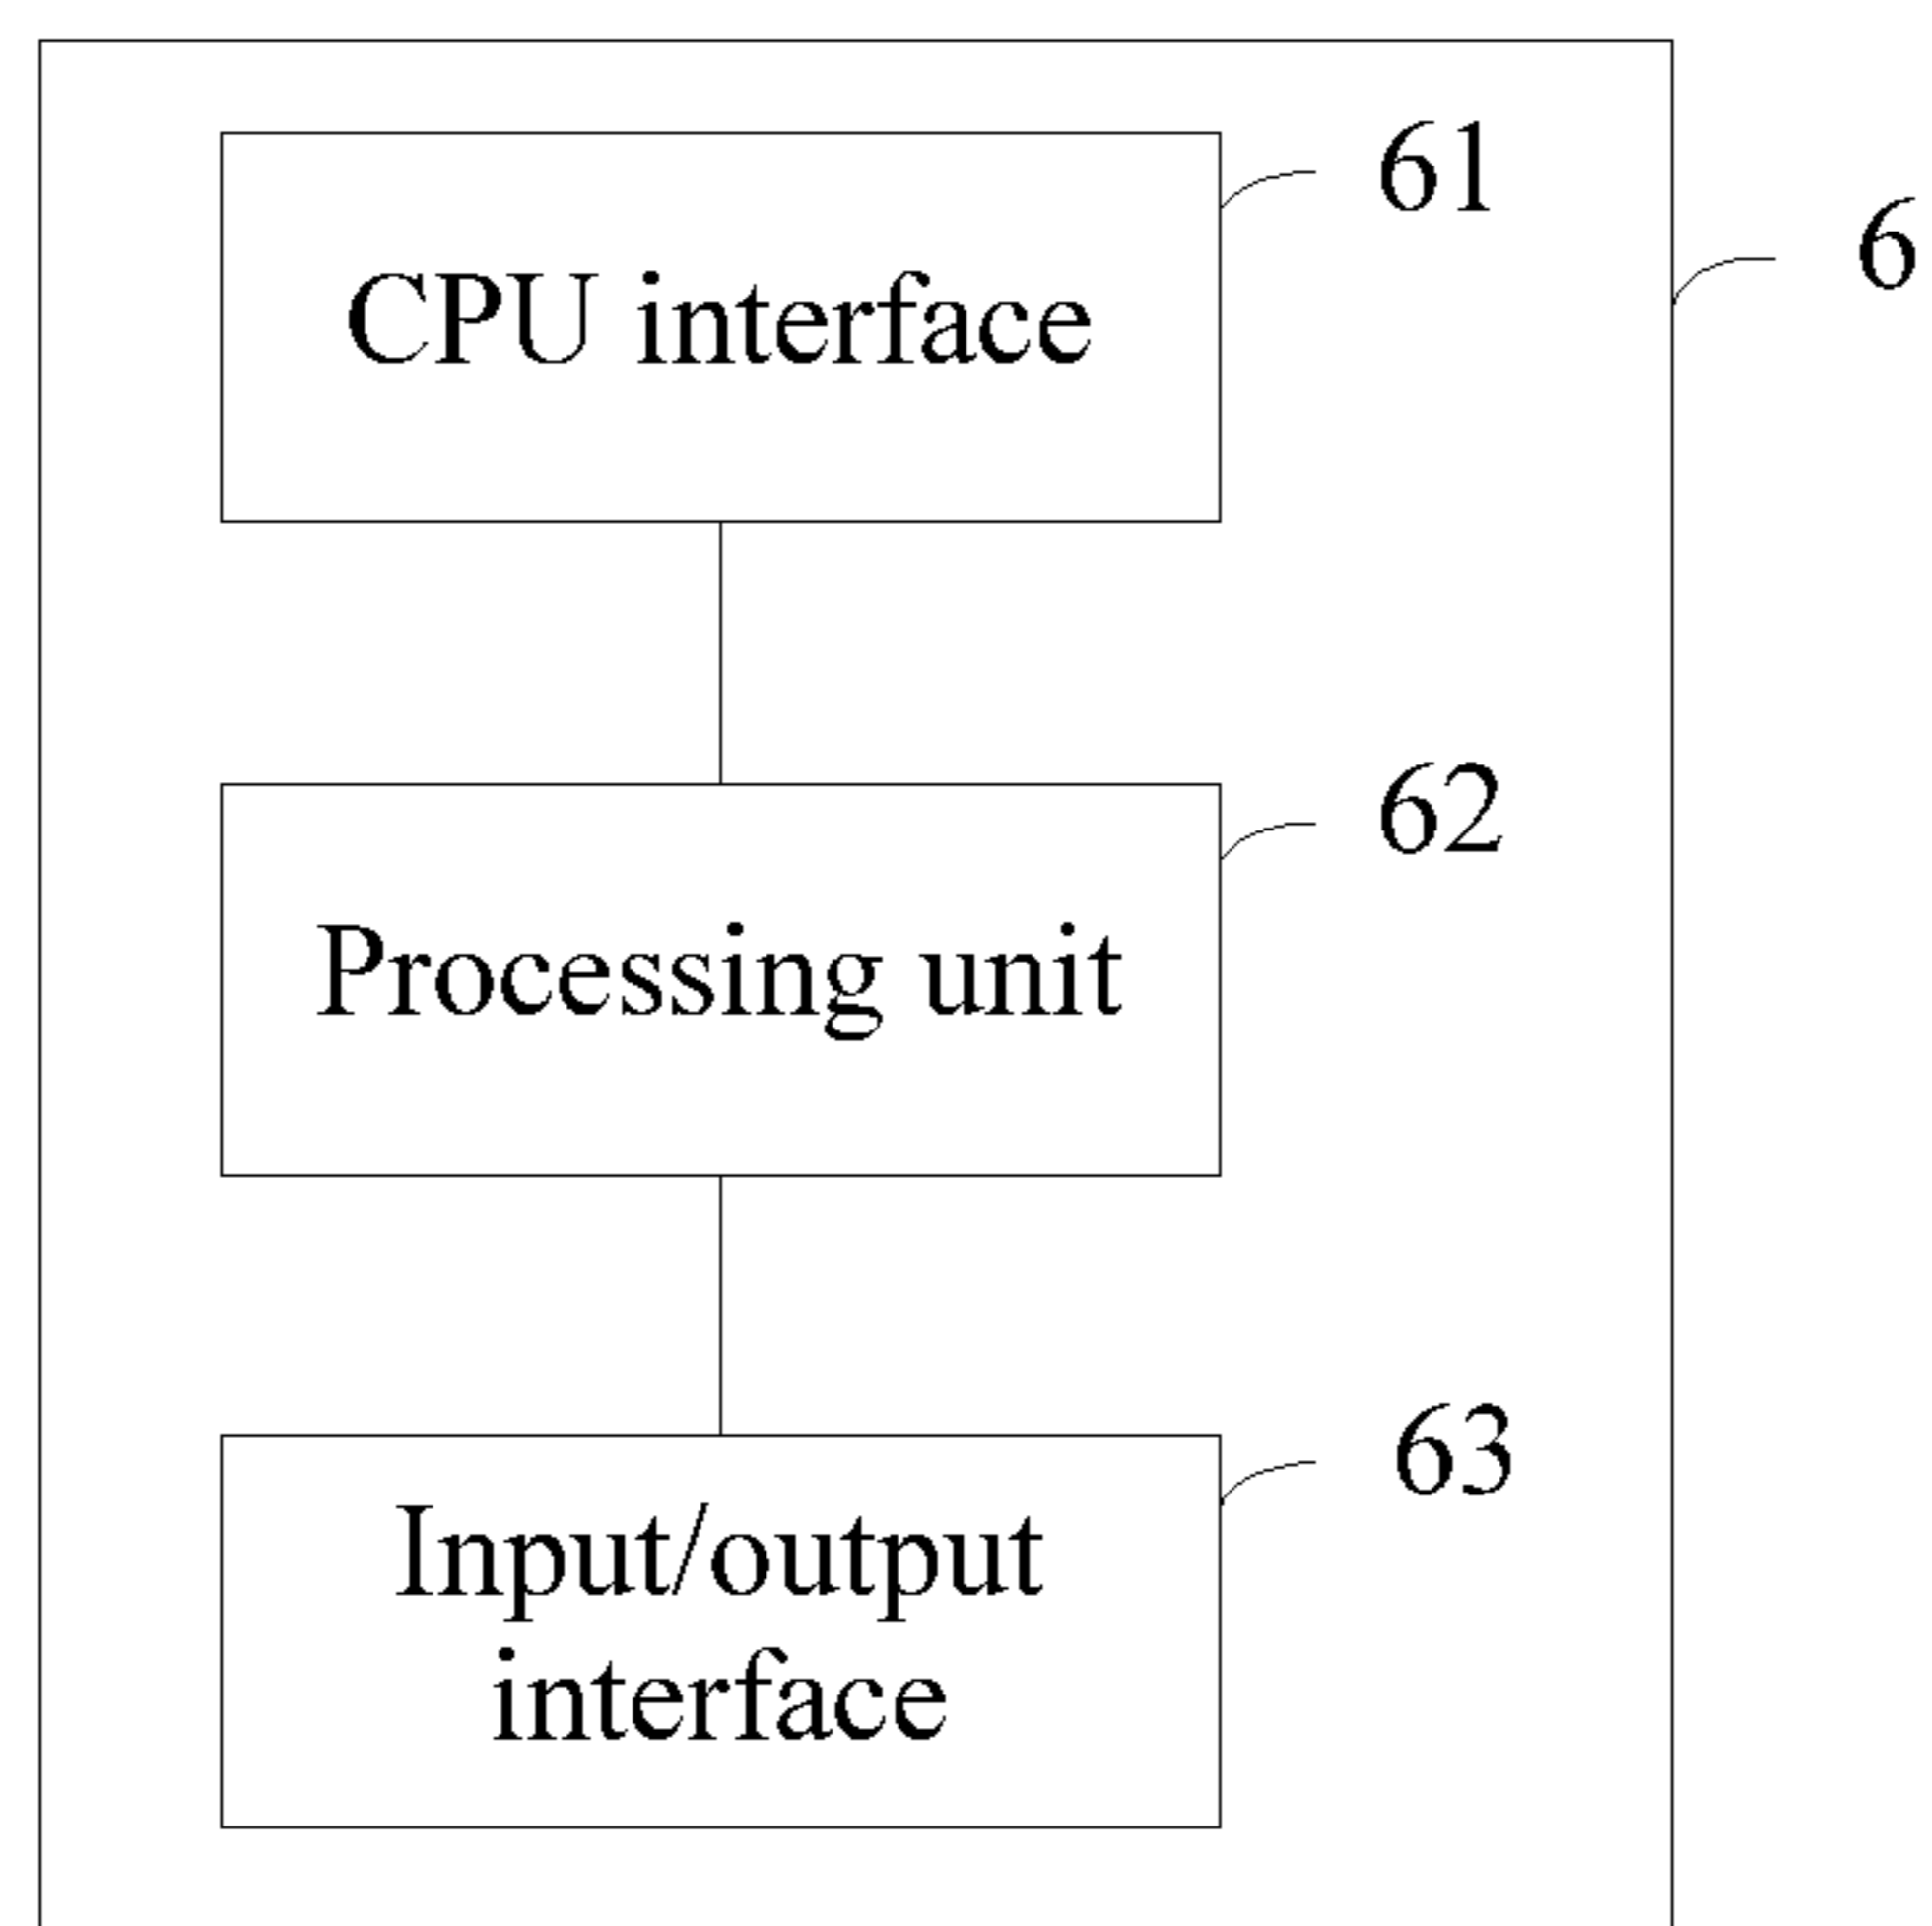 61
6
CPU interface
62
Processing unit
63
Input/output
interface